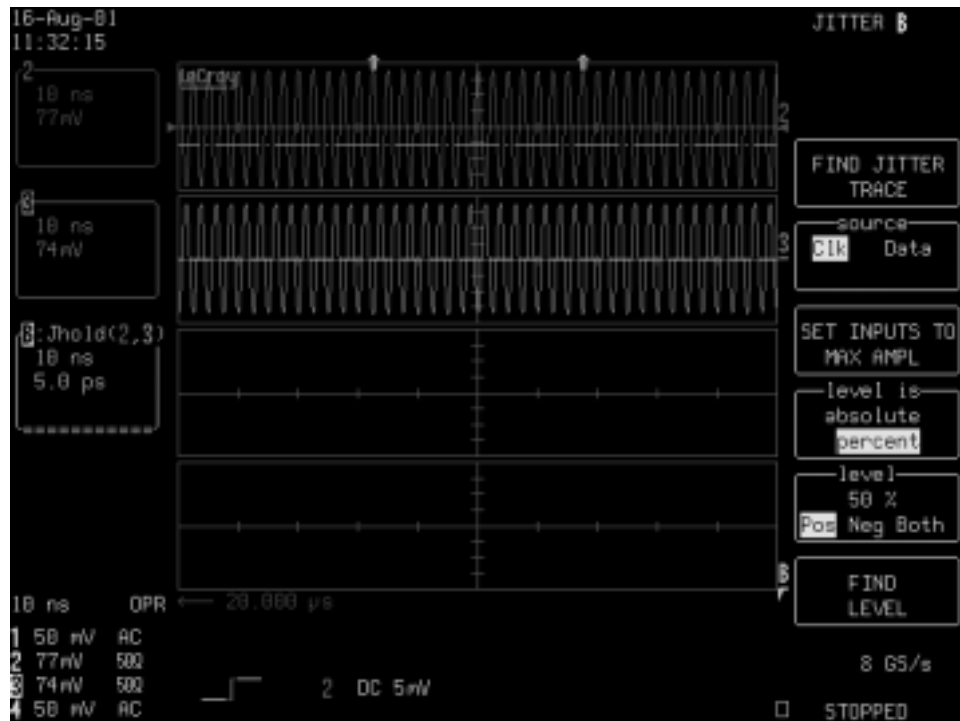 16-Aug-01
11:32:15
JITTER B
2
10 ns
77mV
LeCroy
2
3
10 ns
74mV
3
:Jhold(2,3)
10 ns
5.0 ps
FIND JITTER
TRACE
source
Clk Data
SET INPUTS TO
MAX AMPL
level is
absolute
percent
level
50 %
Pos Neg Both
FIND
LEVEL
10 ns OPR ← 20.000 µs
1 50 mV AC
2 77mV 50Ω
3 74mV 50Ω
4 50 mV AC
2 DC 5mV
8 GS/s
STOPPED